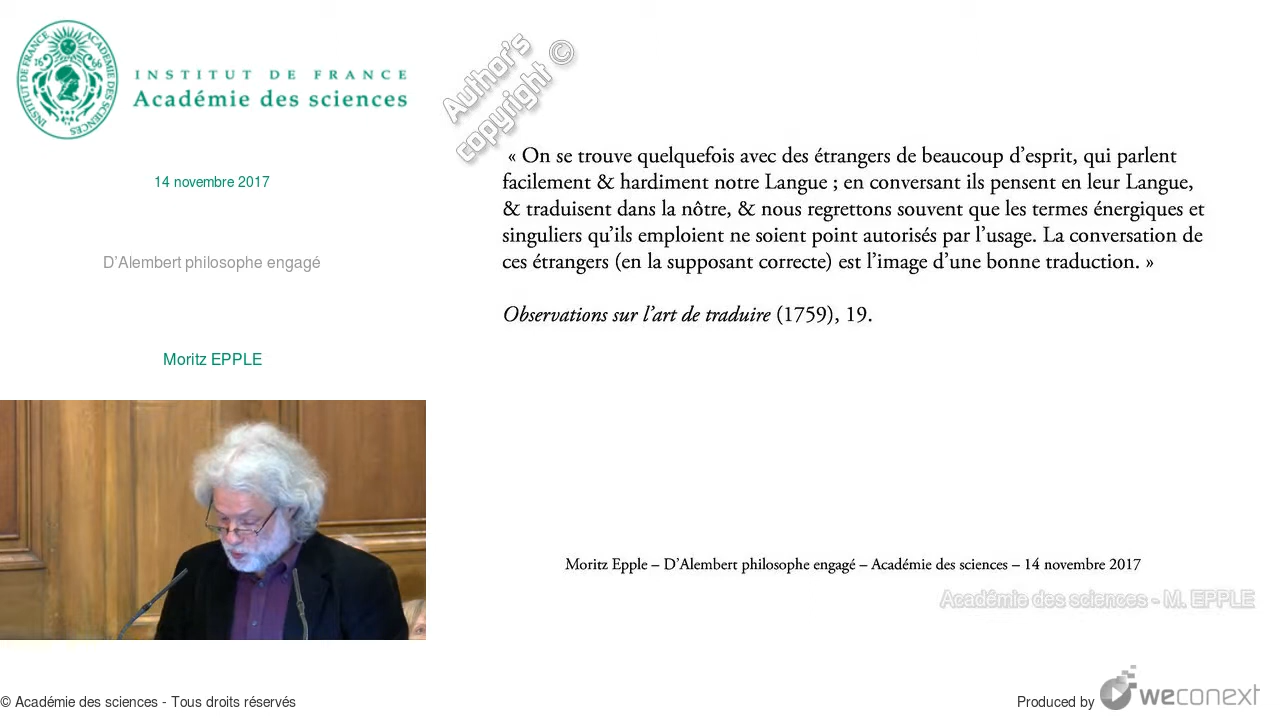 INSTITUT DE FRANCE
Académie des sciences
14 novembre 2017
D'Alembert philosophe engagé
Moritz EPPLE
Author's
copyright ©
« On se trouve quelquefois avec des étrangers de beaucoup d'esprit, qui parlent
facilement & hardiment notre Langue ; en conversant ils pensent en leur Langue,
& traduisent dans la nôtre, & nous regrettons souvent que les termes énergiques et
singuliers qu'ils emploient ne soient point autorisés par l'usage. La conversation de
ces étrangers (en la supposant correcte) est l'image d'une bonne traduction. »
Observations sur l'art de traduire (1759), 19.
Moritz Epple – D'Alembert philosophe engagé – Académie des sciences – 14 novembre 2017
Académie des sciences - M. EPPLE
© Académie des sciences - Tous droits réservés
Produced by weconext